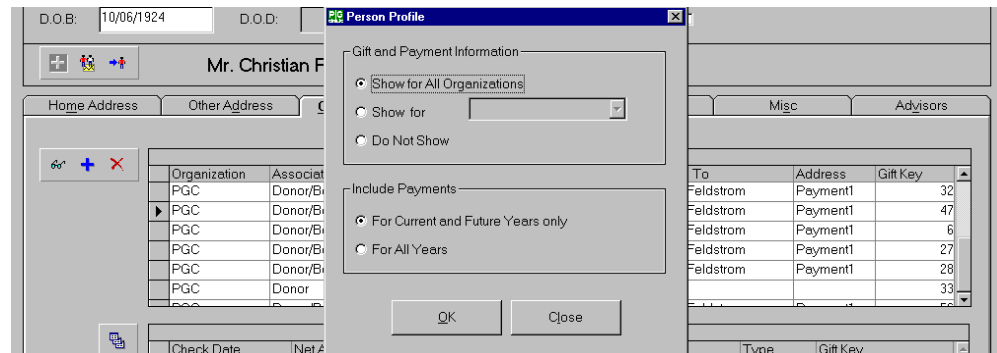 D.O.B: 10/06/1924 D.O.D:
Person Profile
Gift and Payment Information
Show for All Organizations
Show for
Do Not Show
Include Payments
For Current and Future Years only
For All Years
OK Close
Mr. Christian F
Home Address Other Address Misc Advisors
Organization Associat To Address Gift Key
PGC Donor/B Feldstrom Payment1 32
PGC Donor/B Feldstrom Payment1 47
PGC Donor/B Feldstrom Payment1 6
PGC Donor/B Feldstrom Payment1 27
PGC Donor/B Feldstrom Payment1 28
PGC Donor 33
Check Date Net A Type Gift Key